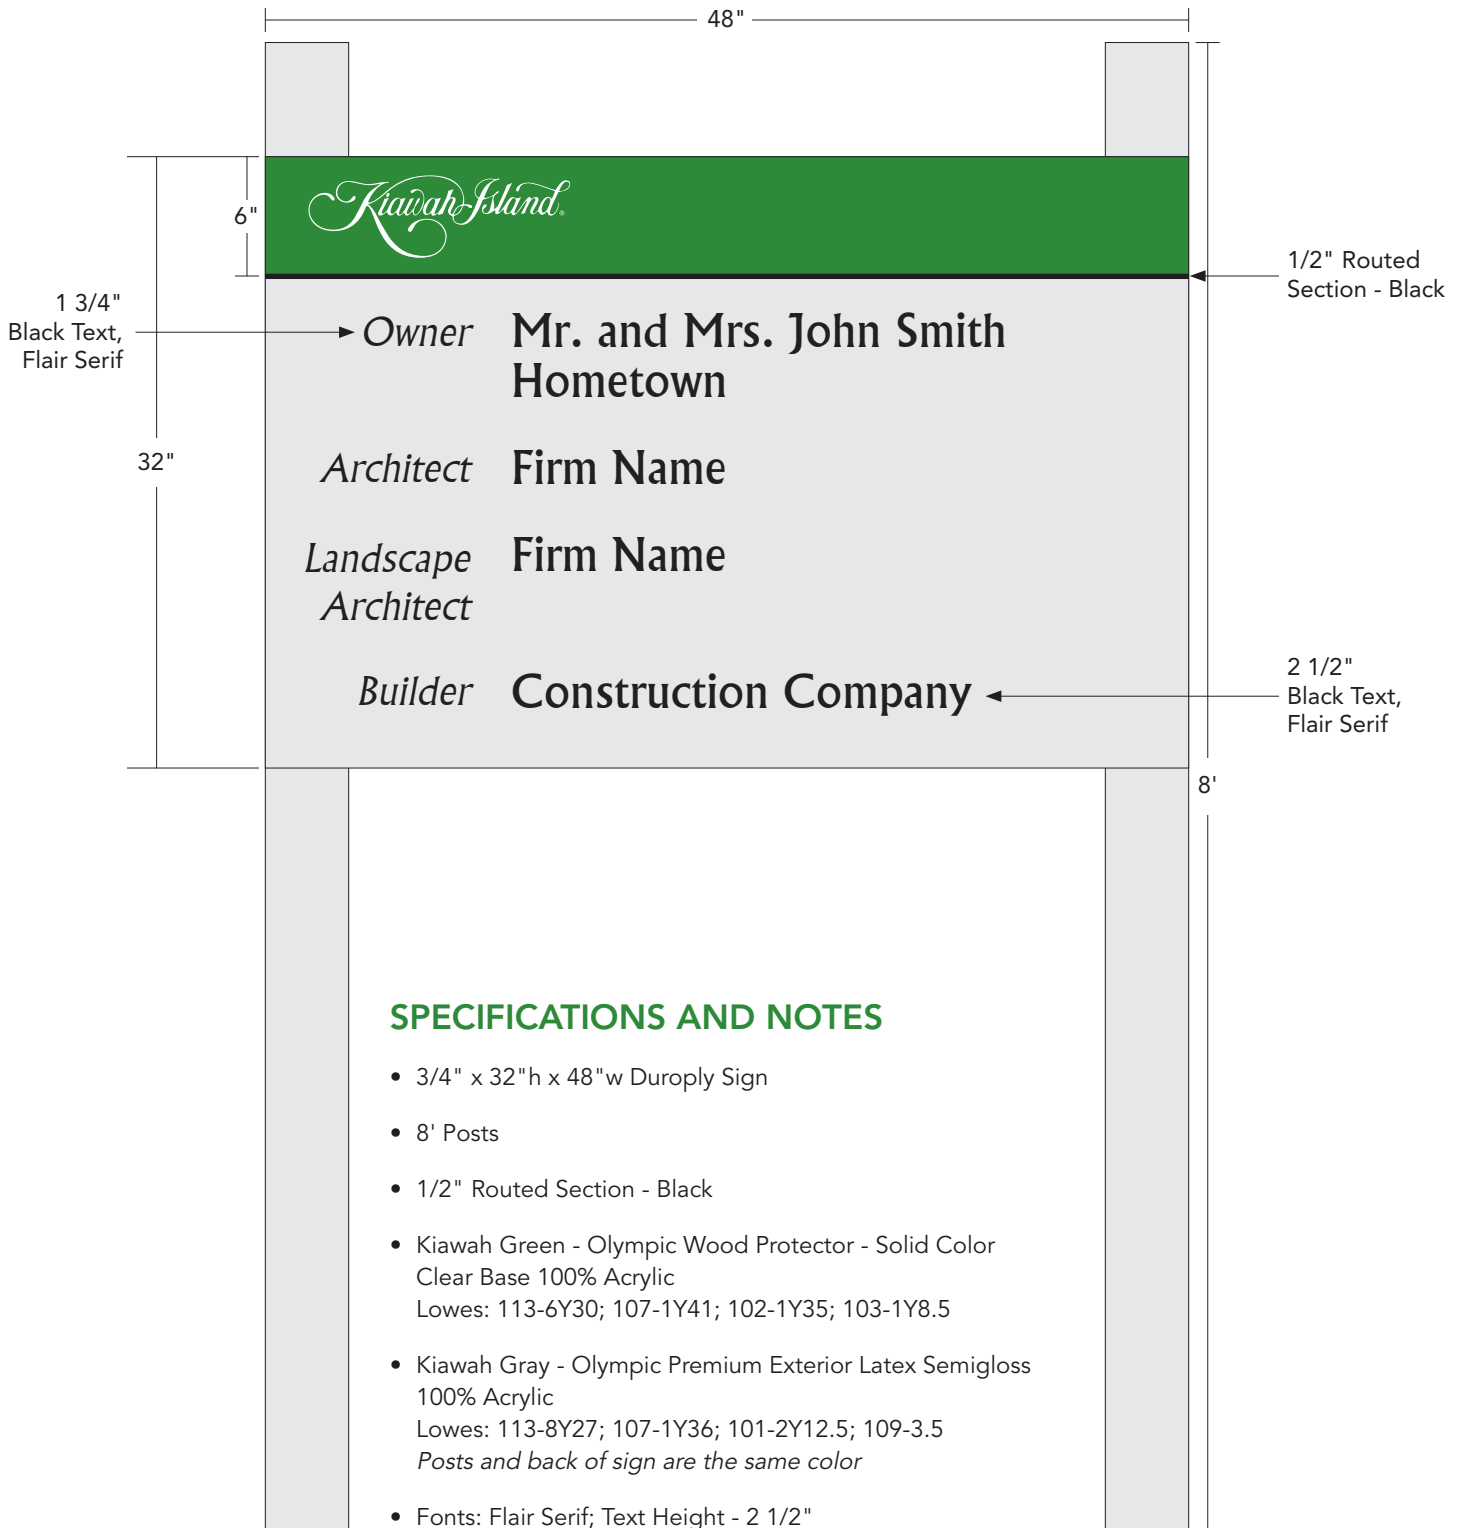 48"
Kiawah Island®
6"
1/2" Routed
Section - Black
1 3/4"
Black Text,
Flair Serif
Owner Mr. and Mrs. John Smith
Hometown
32"
Architect Firm Name
Landscape Firm Name
Architect
2 1/2"
Black Text,
Flair Serif
Builder Construction Company
8'
SPECIFICATIONS AND NOTES
• 3/4" x 32"h x 48"w Duroply Sign
• 8' Posts
• 1/2" Routed Section - Black
• Kiawah Green - Olympic Wood Protector - Solid Color
Clear Base 100% Acrylic
Lowes: 113-6Y30; 107-1Y41; 102-1Y35; 103-1Y8.5
• Kiawah Gray - Olympic Premium Exterior Latex Semigloss
100% Acrylic
Lowes: 113-8Y27; 107-1Y36; 101-2Y12.5; 109-3.5
Posts and back of sign are the same color
• Fonts: Flair Serif; Text Height - 2 1/2"